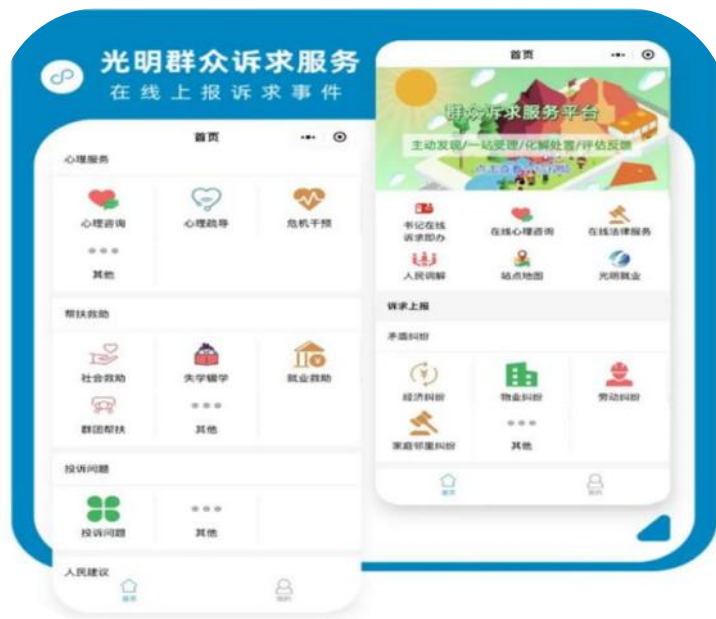 光明群众诉求服务
在线上报诉求事件
首页
心理服务
心理咨询
心理疏导
危机干预
其他
帮扶救助
社会救助
失学辍学
就业救助
群团帮扶
其他
投诉问题
投诉问题
其他
人民建议
首页
我的
首页
群众诉求服务平台
主动发现/一站受理/化解处置/评估反馈
书记在线
诉求即办
在线心理咨询
在线法律服务
人民调解
站点地图
光明就业
诉求上报
矛盾纠纷
经济纠纷
物业纠纷
劳动纠纷
家庭邻里纠纷
其他
首页
我的